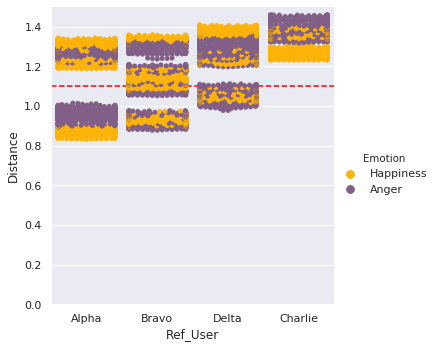 1.4
1.2
1.0
0.8
0.6
0.4
0.2
0.0
Distance
Alpha Bravo Delta Charlie
Ref_User
Emotion
Happiness
Anger